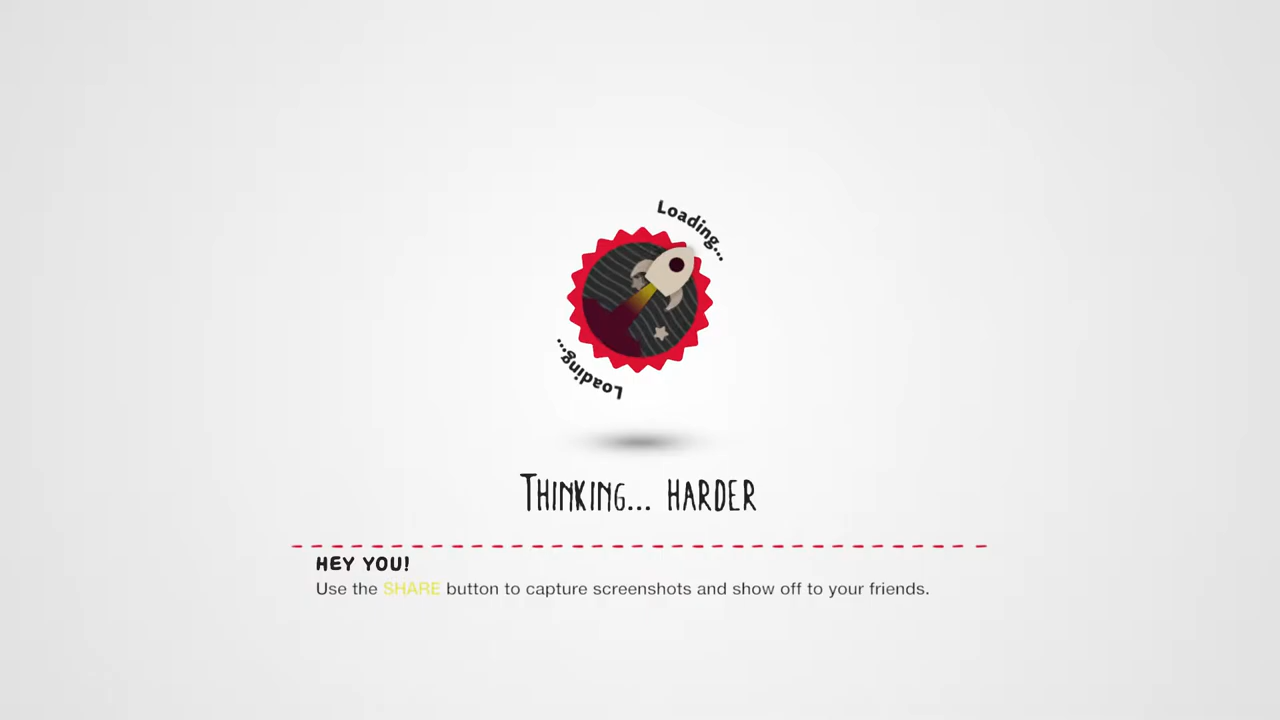 Loading...
Loading...
THINKING... HARDER
HEY YOU!
Use the SHARE button to capture screenshots and show off to your friends.